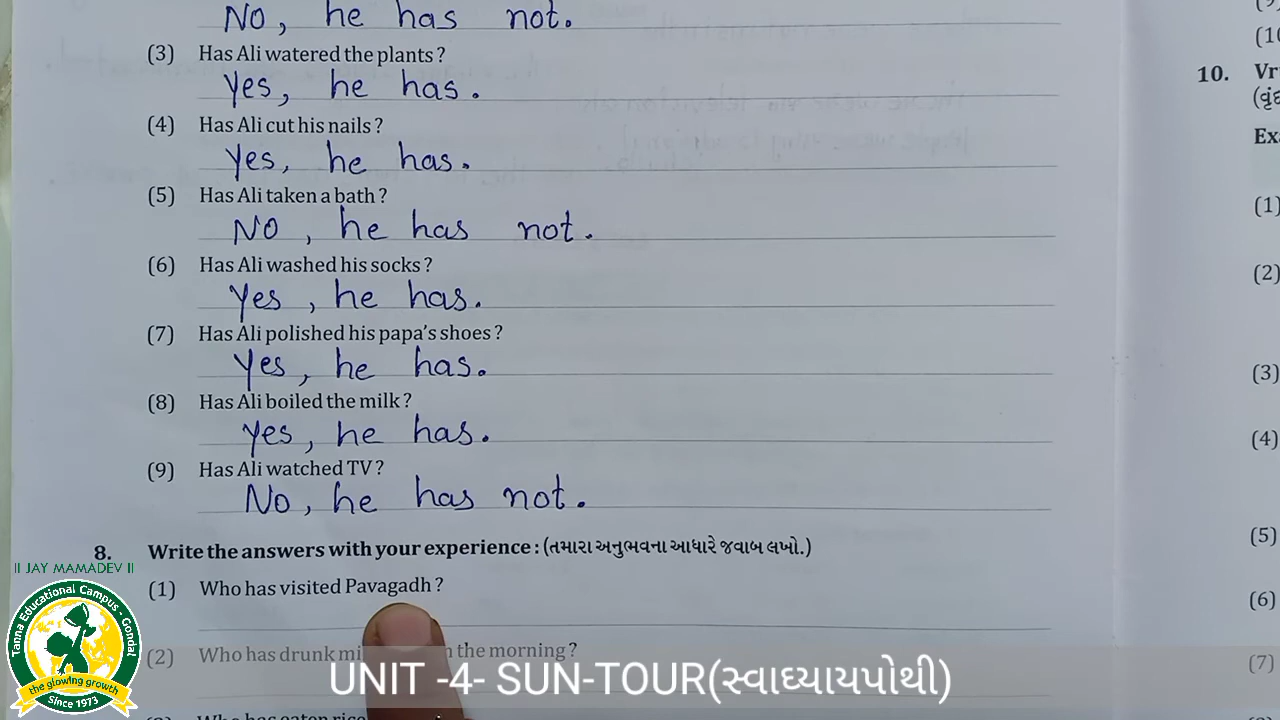 No, he has not.
(3) Has Ali watered the plants?
Yes, he has.
(4) Has Ali cut his nails?
Yes, he has.
(5) Has Ali taken a bath?
No, he has not.
(6) Has Ali washed his socks?
Yes, he has.
(7) Has Ali polished his papa's shoes?
Yes, he has.
(8) Has Ali boiled the milk?
Yes, he has.
(9) Has Ali watched TV?
No, he has not.
8. Write the answers with your experience : (તમારા અનુભવના આધારે જવાબ લખો.)
(1) Who has visited Pavagadh?
(2) Who has drunk the morning?
10.
(1)
(2)
(3)
(4)
(5)
(6)
(7)
II JAY MAMADEV II
Tanna Educational Campus - Gondal
the glowing growth
Since 1973
UNIT -4- SUN-TOUR(સ્વાધ્યાયપોથી)